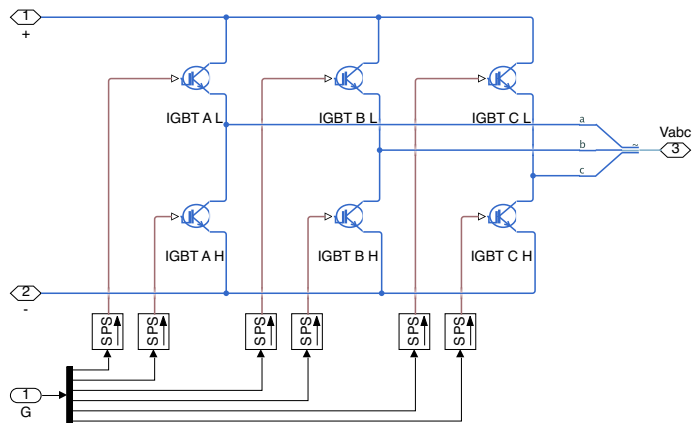 1
+
IGBT A L
IGBT B L
IGBT C L
a
b
c
~
Vabc
3
IGBT A H
IGBT B H
IGBT C H
2
-
SPS
SPS
SPS
SPS
SPS
SPS
1
G